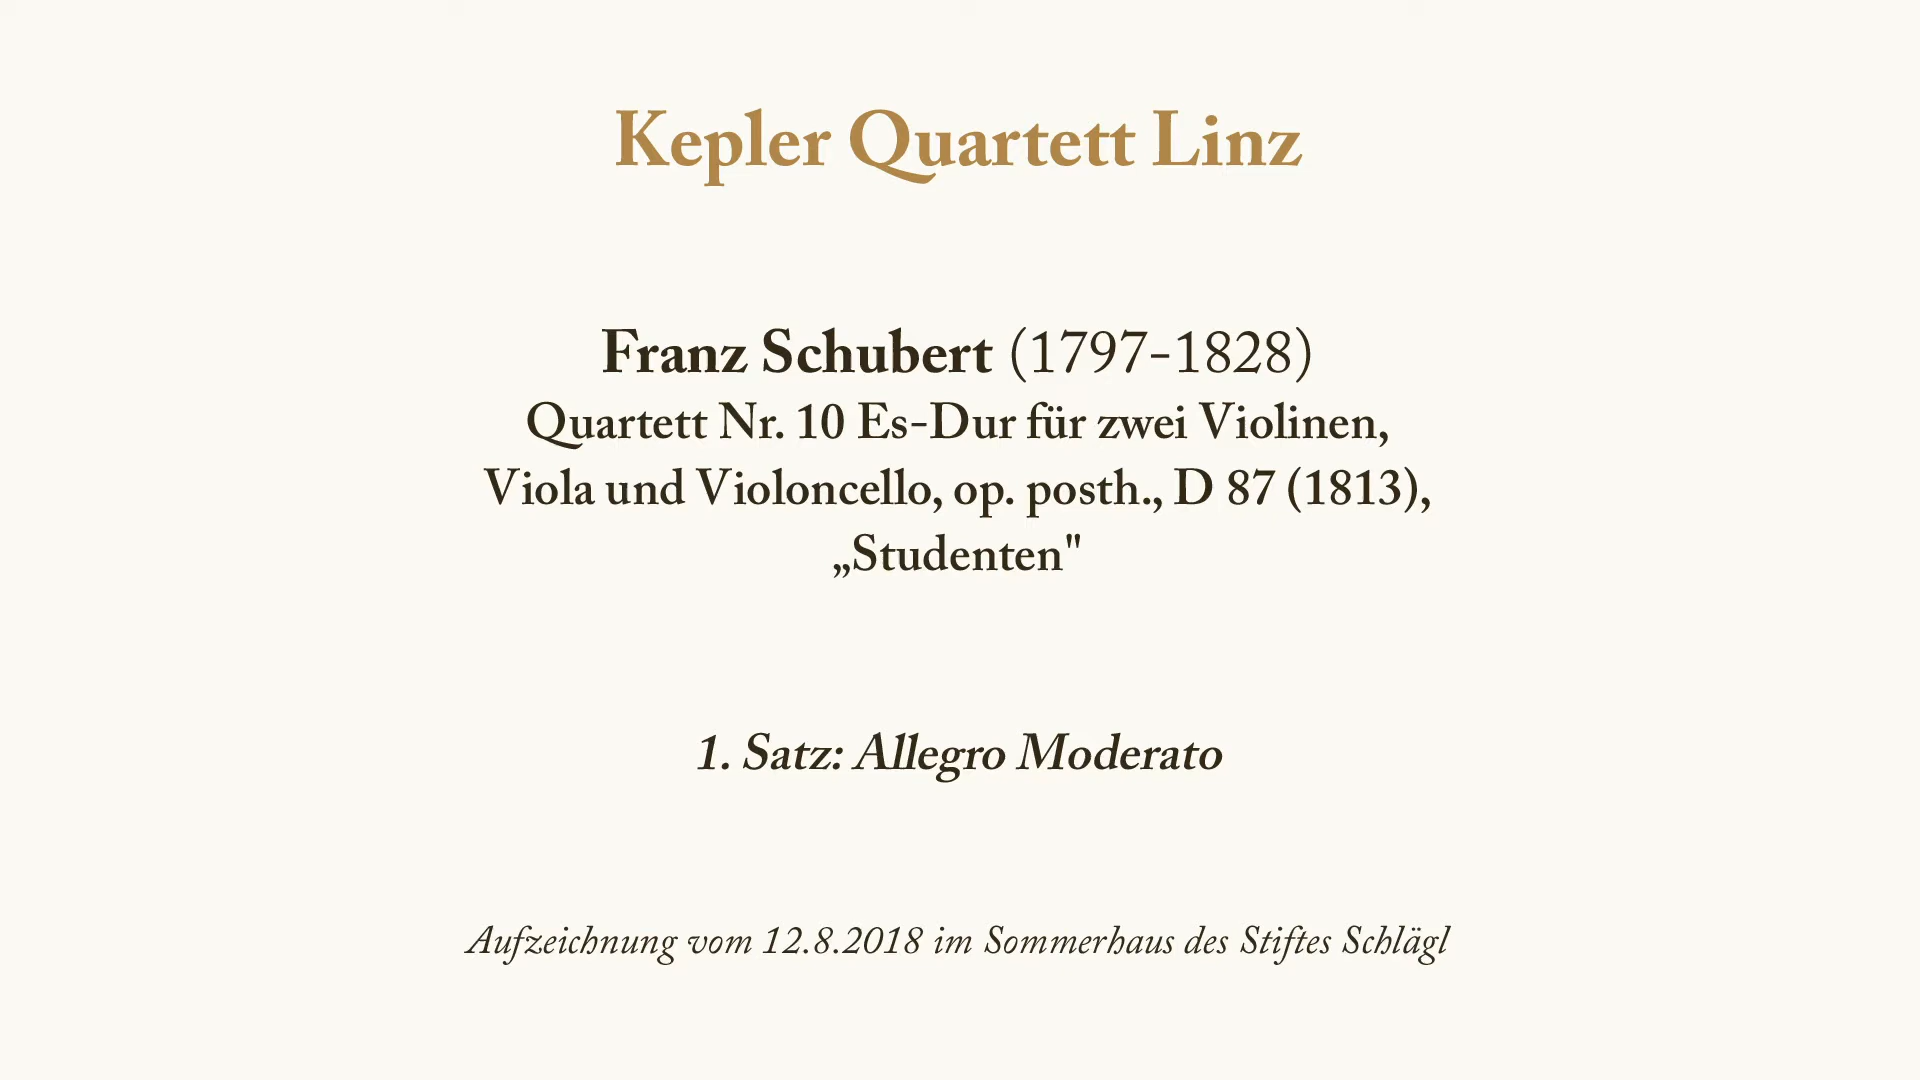 Kepler Quartett Linz
Franz Schubert (1797-1828)
Quartett Nr. 10 Es-Dur für zwei Violinen,
Viola und Violoncello, op. posth., D 87 (1813),
„Studenten"
1. Satz: Allegro Moderato
Aufzeichnung vom 12.8.2018 im Sommerhaus des Stiftes Schlägl